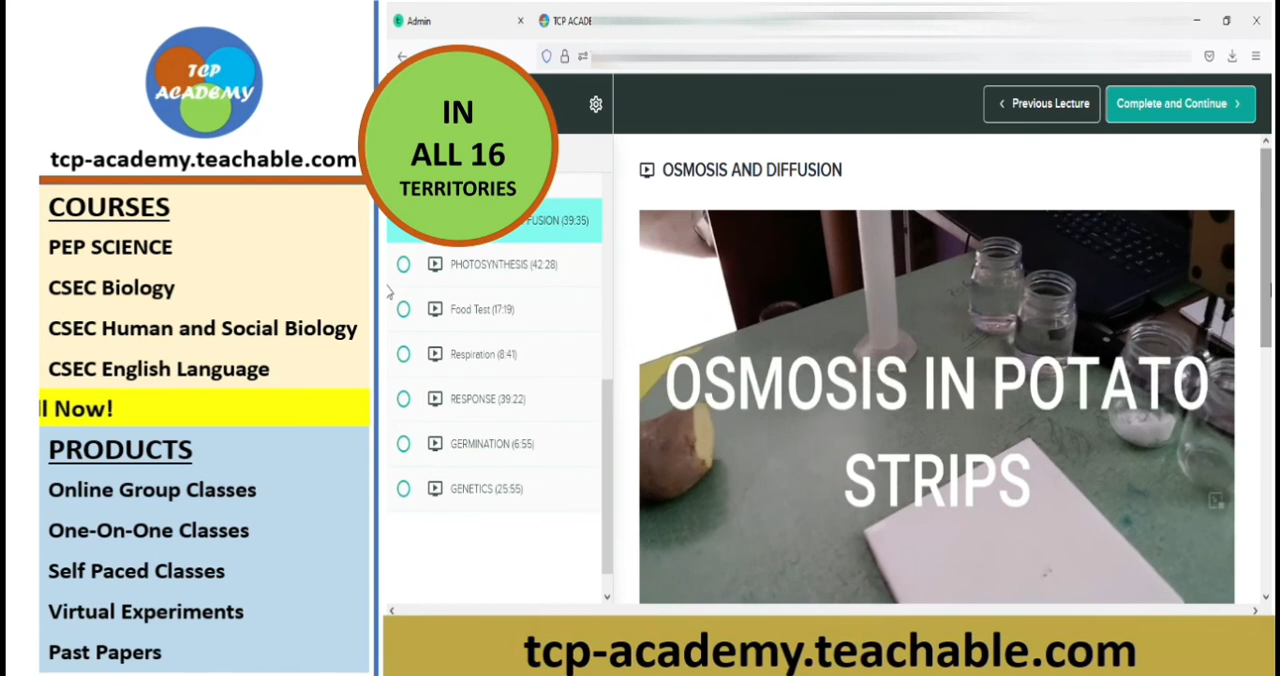 TCP
ACADEMY
tcp-academy.teachable.com
COURSES
PEP SCIENCE
CSEC Biology
CSEC Human and Social Biology
CSEC English Language
ll Now!
PRODUCTS
Online Group Classes
One-On-One Classes
Self Paced Classes
Virtual Experiments
Past Papers
IN
ALL 16
TERRITORIES
Admin
TCP ACADE
Previous Lecture
Complete and Continue
FUSION (39:35)
PHOTOSYNTHESIS (42:28)
Food Test (17:19)
Respiration (8:41)
RESPONSE (39:22)
GERMINATION (6:55)
GENETICS (25:55)
OSMOSIS AND DIFFUSION
OSMOSIS IN POTATO
STRIPS
tcp-academy.teachable.com